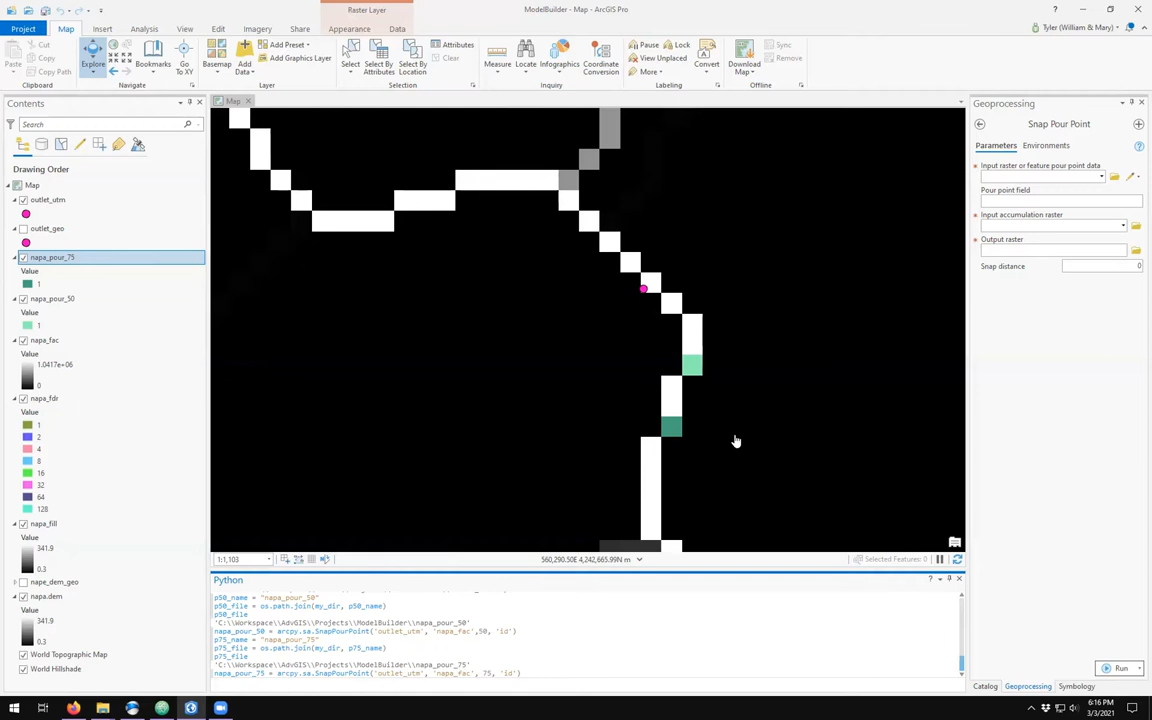 Raster Layer
ModelBuilder - Map - ArcGIS Pro
Tyler (William & Mary)
Project Map Insert Analysis View Edit Imagery Share Appearance Data
Paste
Cut
Copy
Copy Path
Clipboard
Explore
Bookmarks
Go To XY
Navigate
Basemap
Add Data
Add Preset
Add Graphics Layer
Layer
Select
Select By Attributes
Select By Location
Attributes
Clear
Selection
Measure
Locate
Infographics
Coordinate Conversion
Inquiry
Pause
Lock
View Unplaced
More
Convert
Labeling
Download Map
Sync
Remove
Offline
Contents
Search
Drawing Order
Map
outlet_utm
outlet_geo
napa_pour_75
Value
1
napa_pour_50
Value
1
napa_fac
Value
1.0417e+06
0
napa_fdr
Value
1
2
4
8
16
32
64
128
napa_fill
Value
341.9
0.3
nape_dem_geo
napa.dem
Value
341.9
0.3
World Topographic Map
World Hillshade
Map
1:1,103
560,290.50E 4,242,665.99N m
Selected Features: 0
Python
p50_name = "napa_pour_50"
p50_file = os.path.join(my_dir, p50_name)
p50_file
'C:\\Workspace\\AdvGIS\\Projects\\ModelBuilder\\napa_pour_50'
napa_pour_50 = arcpy.sa.SnapPourPoint('outlet_utm', 'napa_fac',50, 'id')
p75_name = "napa_pour_75"
p75_file = os.path.join(my_dir, p75_name)
p75_file
'C:\\Workspace\\AdvGIS\\Projects\\ModelBuilder\\napa_pour_75'
napa_pour_75 = arcpy.sa.SnapPourPoint('outlet_utm', 'napa_fac', 75, 'id')
Geoprocessing
Snap Pour Point
Parameters Environments
* Input raster or feature pour point data
Pour point field
* Input accumulation raster
* Output raster
Snap distance 0
Run
Catalog Geoprocessing Symbology
6:16 PM
3/3/2021